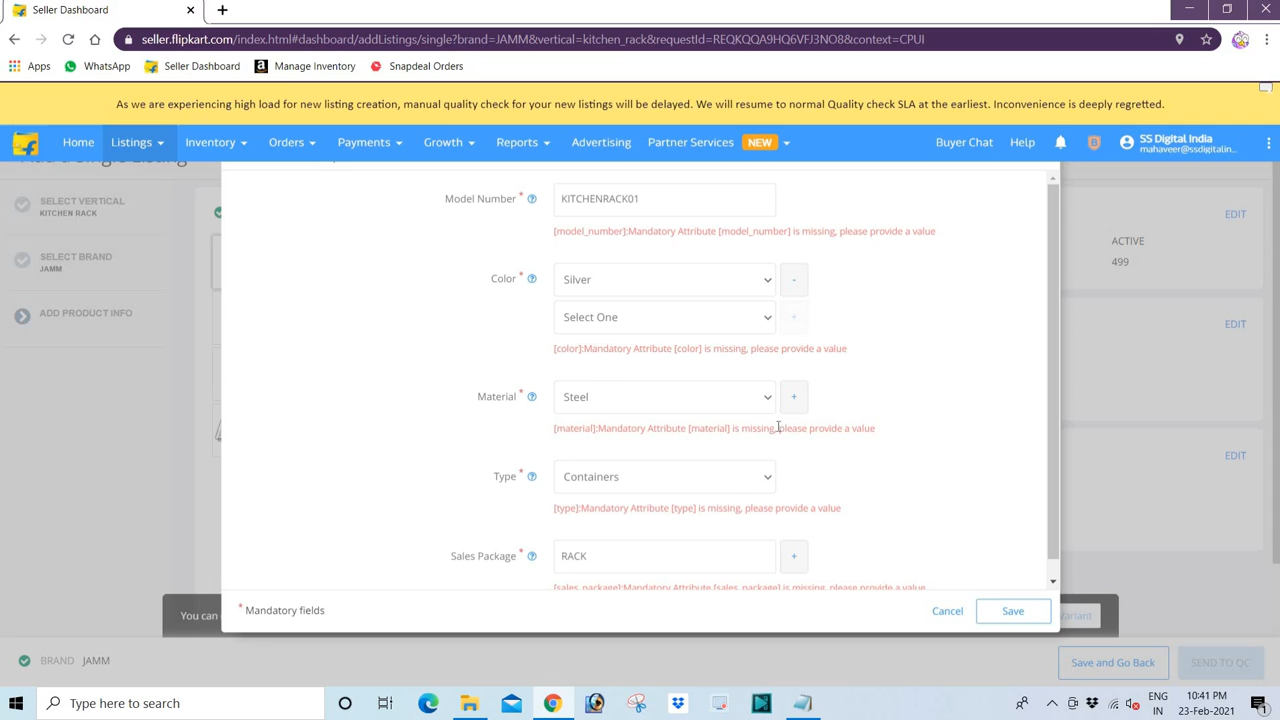 Seller Dashboard
seller.flipkart.com/index.html#dashboard/addListings/single?brand=JAMM&vertical=kitchen_rack&requestId=REQKQQA9HQ6VFJ3NO8&context=CPUI
Apps WhatsApp Seller Dashboard Manage Inventory Snapdeal Orders
As we are experiencing high load for new listing creation, manual quality check for your new listings will be delayed. We will resume to normal Quality check SLA at the earliest. Inconvenience is deeply regretted.
Home Listings Inventory Orders Payments Growth Reports Advertising Partner Services NEW Buyer Chat Help SS Digital India
mahaveer@ssdigitalin...
SELECT VERTICAL
KITCHEN RACK
SELECT BRAND
JAMM
ADD PRODUCT INFO
Model Number * KITCHENRACK01
[model_number]:Mandatory Attribute [model_number] is missing, please provide a value
Color * Silver -
Select One +
[color]:Mandatory Attribute [color] is missing, please provide a value
Material * Steel +
[material]:Mandatory Attribute [material] is missing, please provide a value
Type * Containers
[type]:Mandatory Attribute [type] is missing, please provide a value
Sales Package * RACK +
[sales_package]:Mandatory Attribute [sales_package] is missing, please provide a value
* Mandatory fields Cancel Save
EDIT
ACTIVE
499
EDIT
EDIT
You can
Variant
BRAND JAMM Save and Go Back SEND TO QC
Type here to search
ENG
IN
10:41 PM
23-Feb-2021